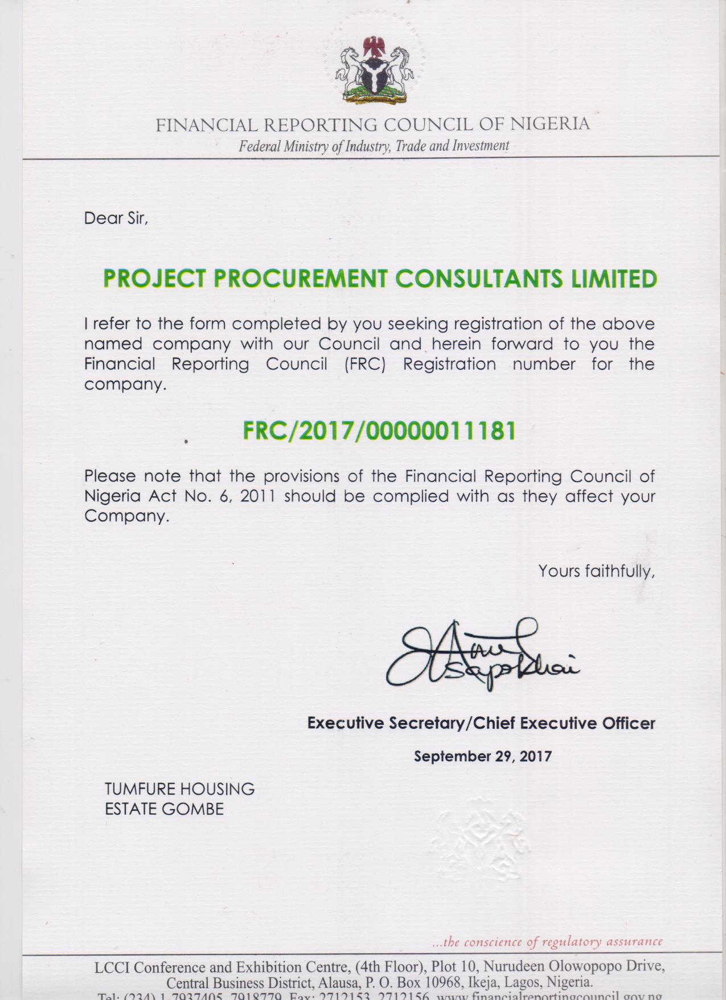 FINANCIAL REPORTING COUNCIL OF NIGERIA
Federal Ministry of Industry, Trade and Investment
Dear Sir,
PROJECT PROCUREMENT CONSULTANTS LIMITED
I refer to the form completed by you seeking registration of the above
named company with our Council and herein forward to you the
Financial Reporting Council (FRC) Registration number for the
company.
FRC/2017/00000011181
Please note that the provisions of the Financial Reporting Council of
Nigeria Act No. 6, 2011 should be complied with as they affect your
Company.
Yours faithfully,
Executive Secretary/Chief Executive Officer
September 29, 2017
TUMFURE HOUSING
ESTATE GOMBE
...the conscience of regulatory assurance
LCCI Conference and Exhibition Centre, (4th Floor), Plot 10, Nurudeen Olowopopo Drive,
Central Business District, Alausa, P. O. Box 10968, Ikeja, Lagos, Nigeria.
Tel: (234) 1-7937405, 7918779, Fax: 2712153, 2712156, www.financialreportingcouncil.gov.ng